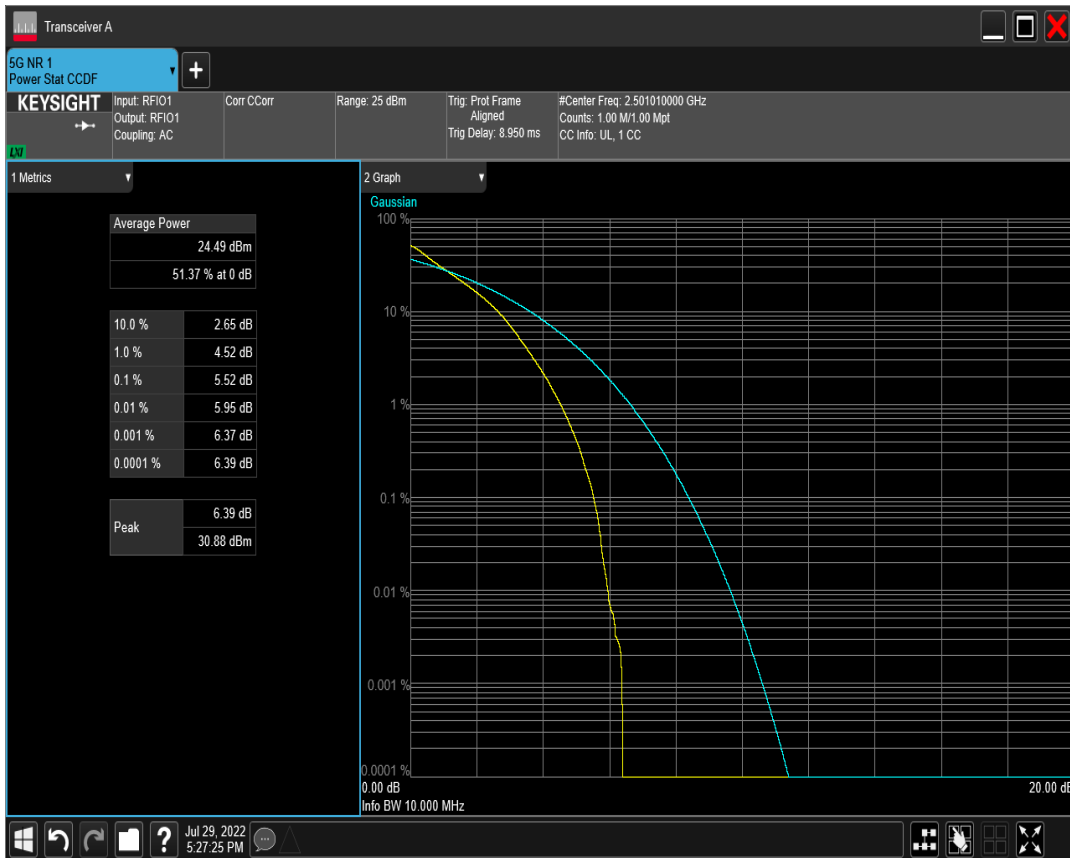 Transceiver A
5G NR 1
Power Stat CCDF
KEYSIGHT
LXI
Input: RFIO1
Output: RFIO1
Coupling: AC
Corr CCorr
Range: 25 dBm
Trig: Prot Frame
Aligned
Trig Delay: 8.950 ms
#Center Freq: 2.501010000 GHz
Counts: 1.00 M/1.00 Mpt
CC Info: UL, 1 CC
1 Metrics
Average Power
24.49 dBm
51.37 % at 0 dB
10.0 % 2.65 dB
1.0 % 4.52 dB
0.1 % 5.52 dB
0.01 % 5.95 dB
0.001 % 6.37 dB
0.0001 % 6.39 dB
Peak 6.39 dB
30.88 dBm
2 Graph
Gaussian
100 %
10 %
1 %
0.1 %
0.01 %
0.001 %
0.0001 %
0.00 dB 20.00 dB
Info BW 10.000 MHz
Jul 29, 2022
5:27:25 PM